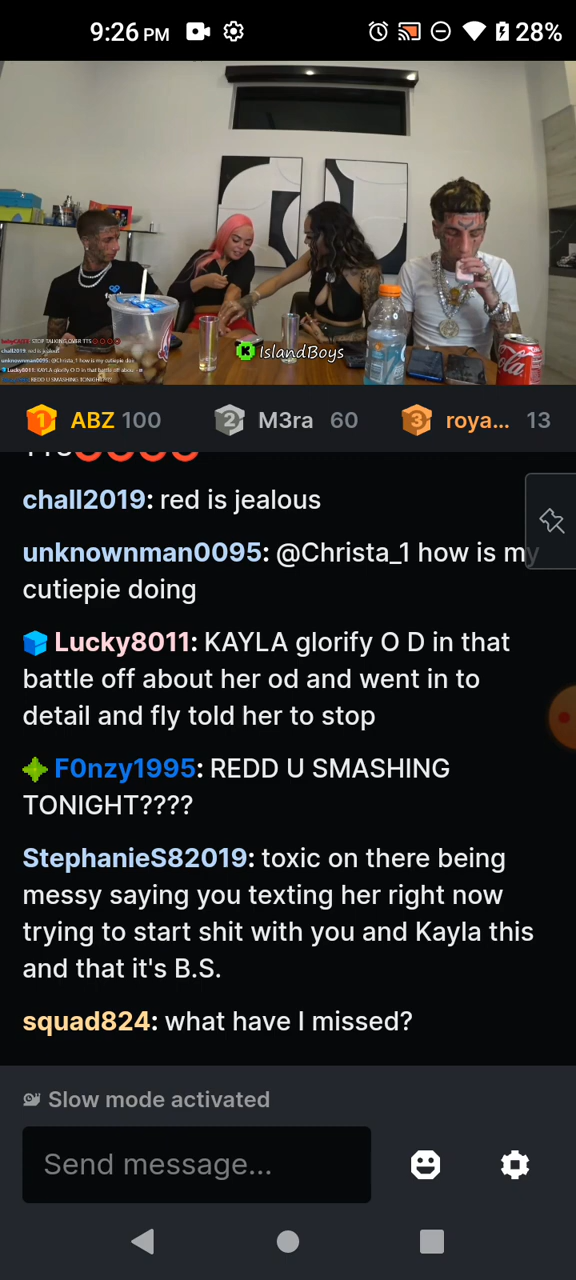 9:26 PM
28%
IslandBoys
1 ABZ 100
2 M3ra 60
3 roya... 13
chall2019: red is jealous
unknownman0095: @Christa_1 how is my
cutiepie doing
Lucky8011: KAYLA glorify O D in that
battle off about her od and went in to
detail and fly told her to stop
F0nzy1995: REDD U SMASHING
TONIGHT????
StephanieS82019: toxic on there being
messy saying you texting her right now
trying to start shit with you and Kayla this
and that it's B.S.
squad824: what have I missed?
Slow mode activated
Send message...